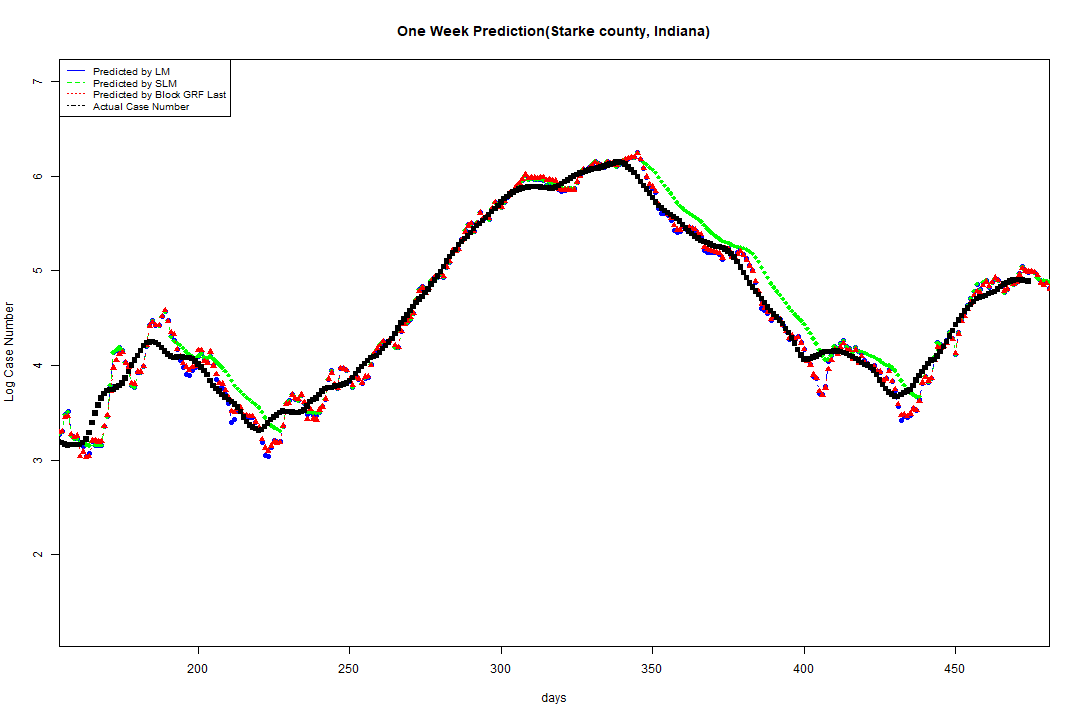 One Week Prediction(Starke county, Indiana)
Predicted by LM
Predicted by SLM
Predicted by Block GRF Last
Actual Case Number
7
6
5
4
3
2
Log Case Number
200 250 300 350 400 450
days